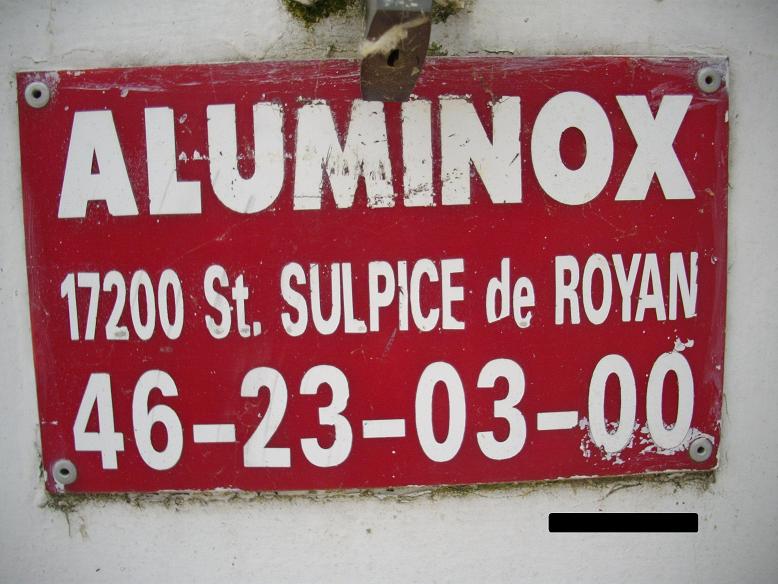 ALUMINOX
17200 St. SULPICE de ROYAN
46-23-03-00